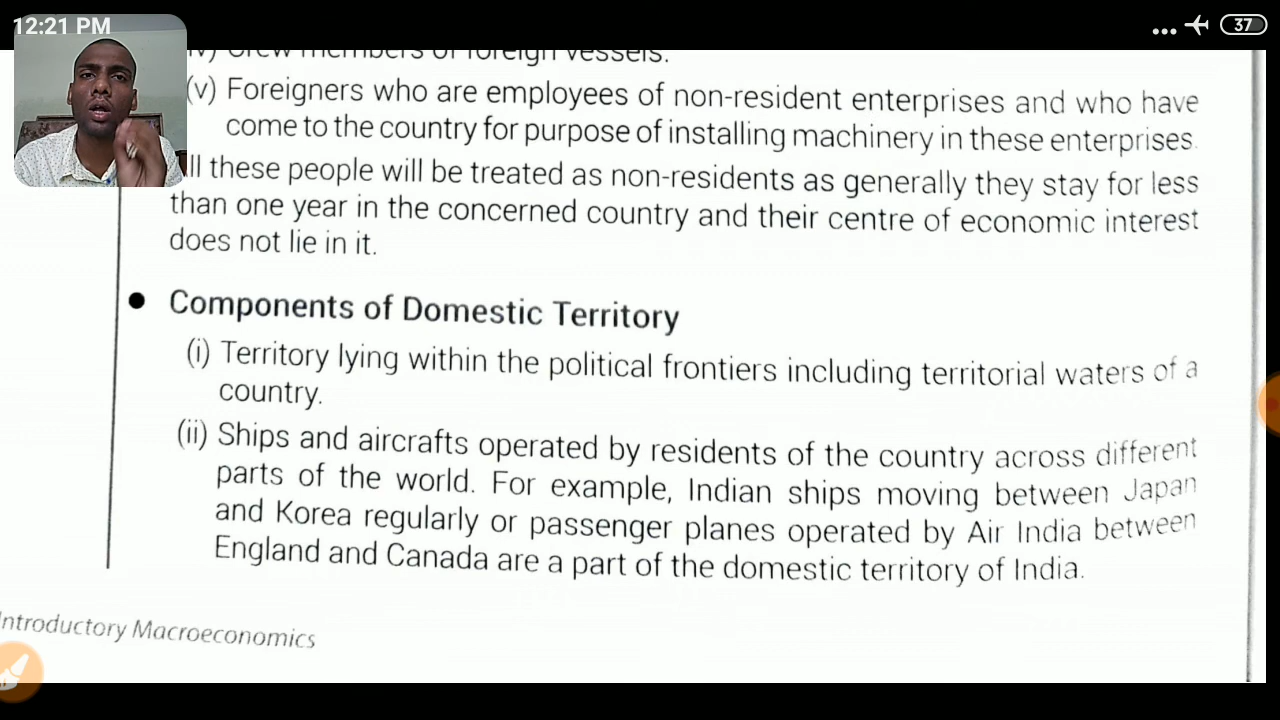 12:21 PM
37
iv) Crew members of foreign vessels.
(v) Foreigners who are employees of non-resident enterprises and who have
come to the country for purpose of installing machinery in these enterprises.
ll these people will be treated as non-residents as generally they stay for less
than one year in the concerned country and their centre of economic interest
does not lie in it.
● Components of Domestic Territory
(i) Territory lying within the political frontiers including territorial waters of a
country.
(ii) Ships and aircrafts operated by residents of the country across different
parts of the world. For example, Indian ships moving between Japan
and Korea regularly or passenger planes operated by Air India between
England and Canada are a part of the domestic territory of India.
Introductory Macroeconomics